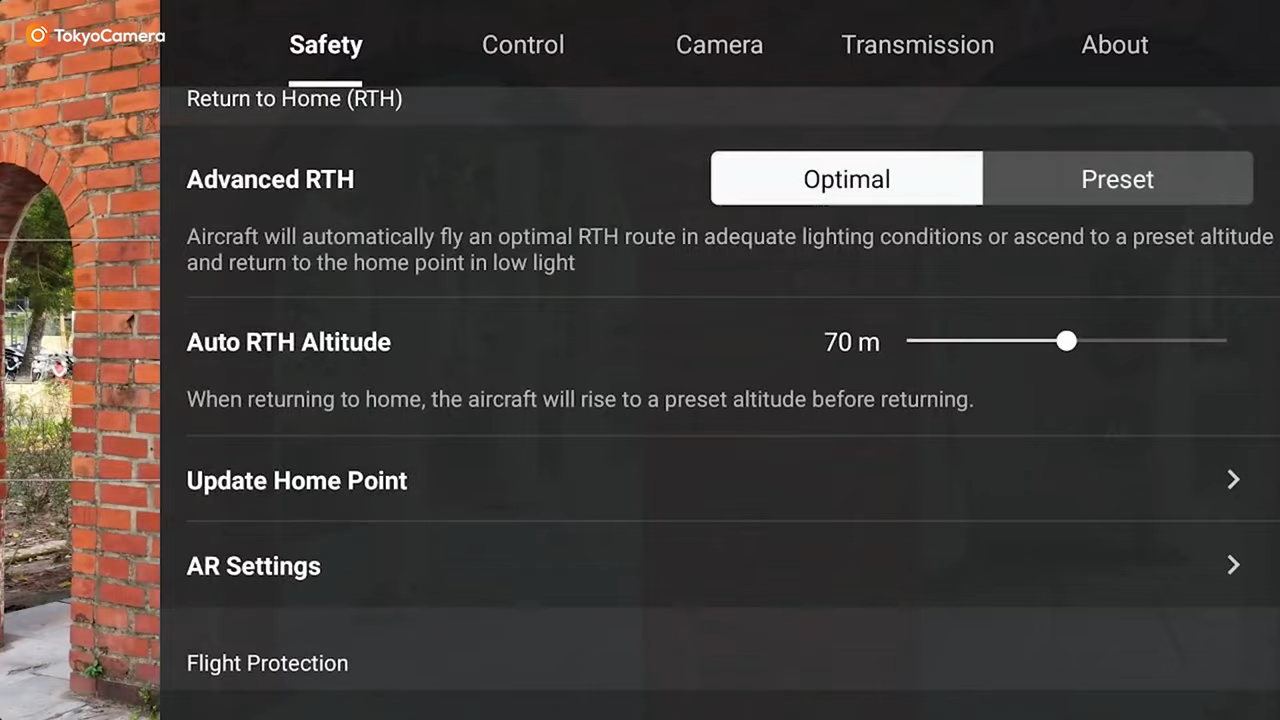 TokyoCamera
Safety
Control
Camera
Transmission
About
Return to Home (RTH)
Advanced RTH
Optimal
Preset
Aircraft will automatically fly an optimal RTH route in adequate lighting conditions or ascend to a preset altitude
and return to the home point in low light
Auto RTH Altitude
70 m
When returning to home, the aircraft will rise to a preset altitude before returning.
Update Home Point
AR Settings
Flight Protection